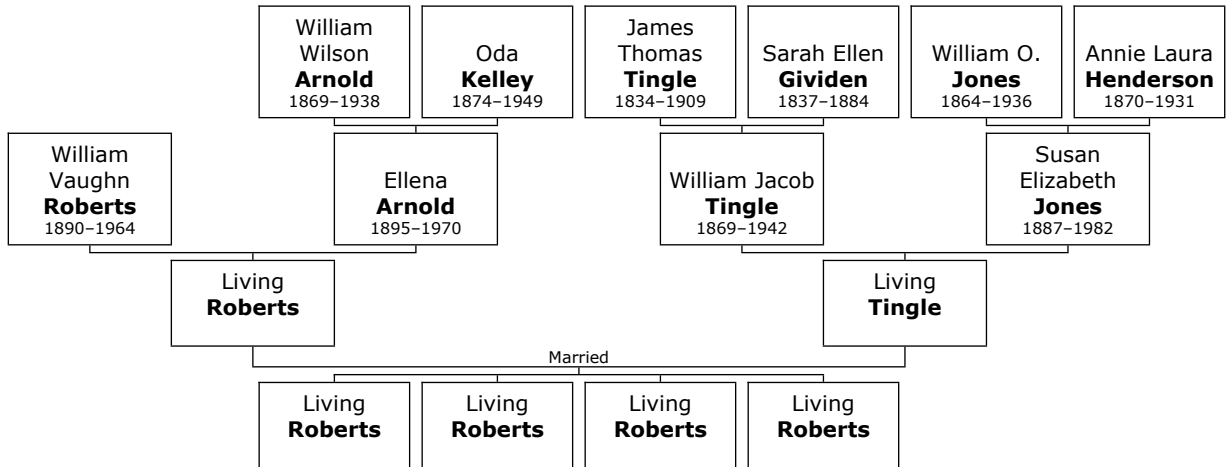 William
Wilson
Arnold
1869–1938
Oda
Kelley
1874–1949
James
Thomas
Tingle
1834–1909
Sarah Ellen
Gividen
1837–1884
William O.
Jones
1864–1936
Annie Laura
Henderson
1870–1931
William
Vaughn
Roberts
1890–1964
Ellena
Arnold
1895–1970
William Jacob
Tingle
1869–1942
Susan
Elizabeth
Jones
1887–1982
Living
Roberts
Living
Tingle
Married
Living
Roberts
Living
Roberts
Living
Roberts
Living
Roberts